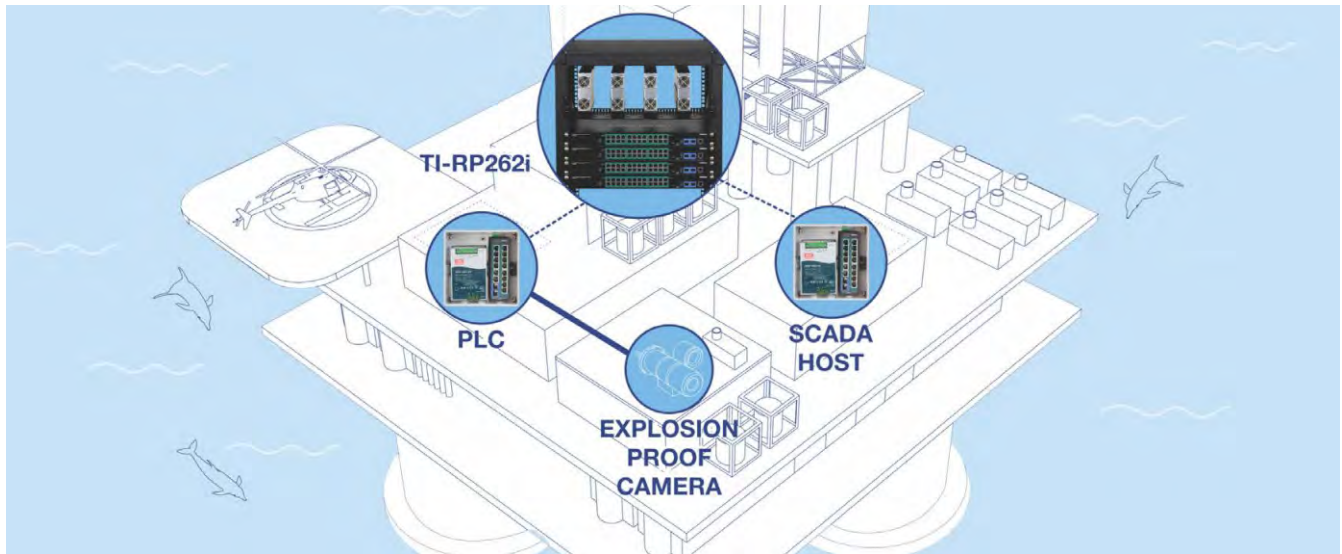 TI-RP262i
PLC
SCADA
HOST
EXPLOSION
PROOF
CAMERA